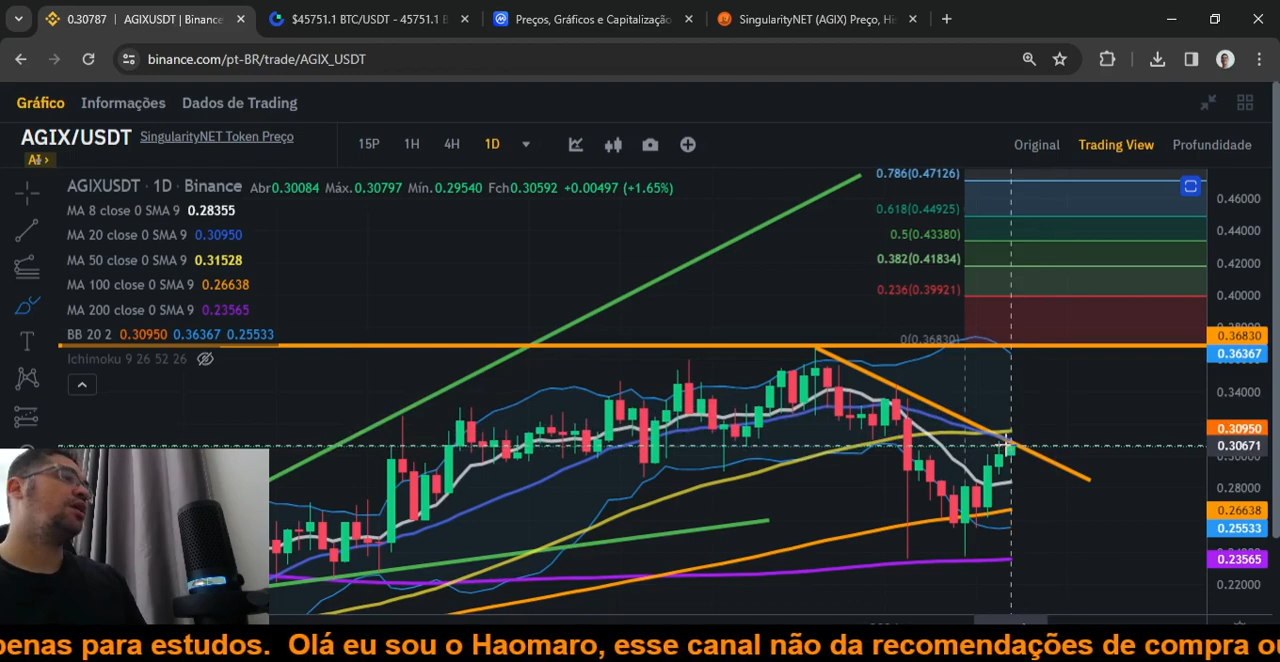 0.30787 | AGIXUSDT | Binance
$45751.1 BTC/USDT - 45751.1 B
Preços, Gráficos e Capitalização
SingularityNET (AGIX) Preço, Hi
binance.com/pt-BR/trade/AGIX_USDT
Gráfico Informações Dados de Trading
AGIX/USDT SingularityNET Token Preço
AI ›
15P 1H 4H 1D
Original Trading View Profundidade
AGIXUSDT · 1D · Binance Abr0.30084 Máx.0.30797 Mín.0.29540 Fch0.30592 +0.00497 (+1.65%)
MA 8 close 0 SMA 9 0.28355
MA 20 close 0 SMA 9 0.30950
MA 50 close 0 SMA 9 0.31528
MA 100 close 0 SMA 9 0.26638
MA 200 close 0 SMA 9 0.23565
BB 20 2 0.30950 0.36367 0.25533
Ichimoku 9 26 52 26
0.786(0.47126)
0.618(0.44925)
0.5(0.43380)
0.382(0.41834)
0.236(0.39921)
0(0.36830)
0.46000
0.44000
0.42000
0.40000
0.36830
0.36367
0.34000
0.30950
0.30671
0.28000
0.26638
0.25533
0.23565
0.22000
penas para estudos. Olá eu sou o Haomaro, esse canal não da recomendações de compra ou